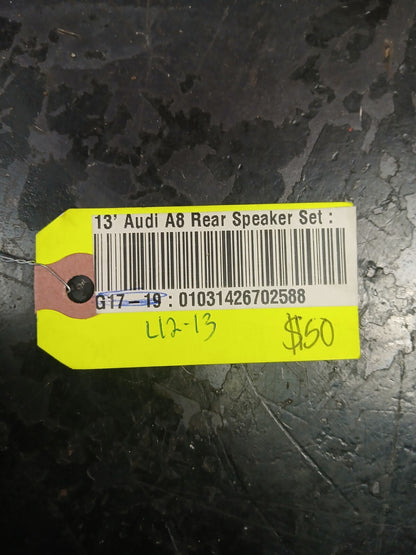 13' Audi A8 Rear Speaker Set :
G17-19 : 01031426702588
L12-13
$50